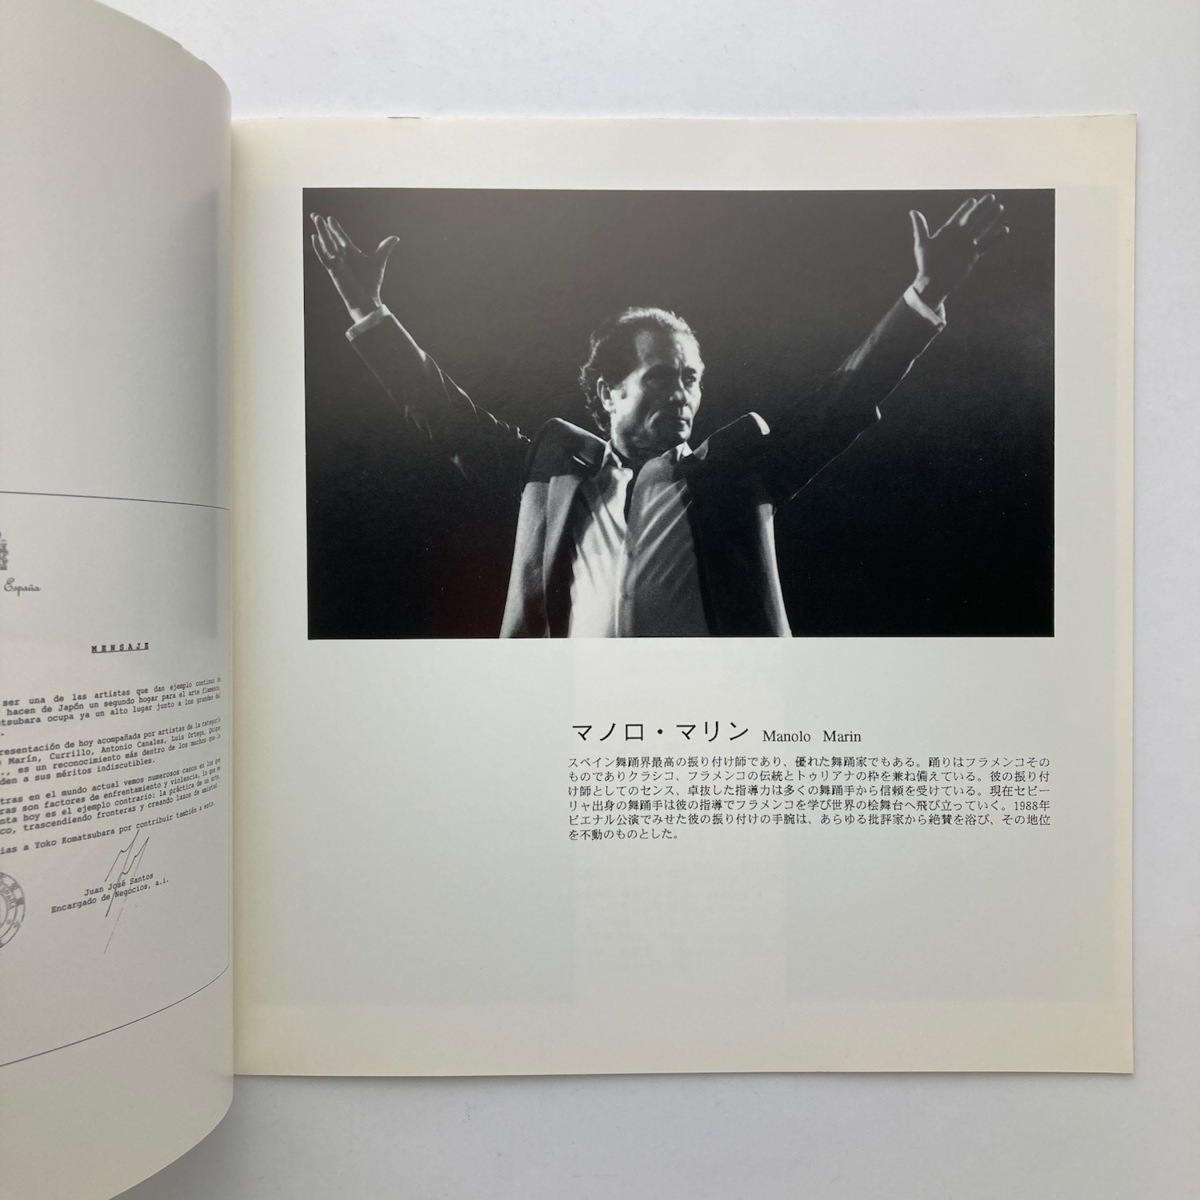 España
MENSAJE
ser una de las artistas que dan ejemplo continuo de
hacen de Japón un segundo hogar para el arte flamenco,
ocupa ya un alto lugar junto a los grandes del
de hoy acompañada por artistas de la categoría
Marín, Currillo, Antonio Canales, Luis Ortega, Quique
es un reconocimiento más dentro de los muchos que le
a sus méritos indiscutibles.
en el mundo actual vemos numerosos casos en los que
son factores de enfrentamiento y violencia, lo que se
hoy es el ejemplo contrario: la práctica de un arte,
trascendiendo fronteras y creando lazos de amistad.
a Yoko Komatsubara por contribuir también a esto.
Juan José Santos
Encargado de Negocios, a.i.
マノロ・マリン Manolo Marin
スペイン舞踊界最高の振り付け師であり、優れた舞踊家でもある。踊りはフラメンコその
ものでありクラシコ、フラメンコの伝統とトゥリアナの枠を兼ね備えている。彼の振り付
け師としてのセンス、卓抜した指導力は多くの舞踊手から信頼を受けている。現在セビー
リャ出身の舞踊手は彼の指導でフラメンコを学び世界の桧舞台へ飛び立っていく。1988年
ビエナル公演でみせた彼の振り付けの手腕は、あらゆる批評家から絶賛を浴び、その地位
を不動のものとした。